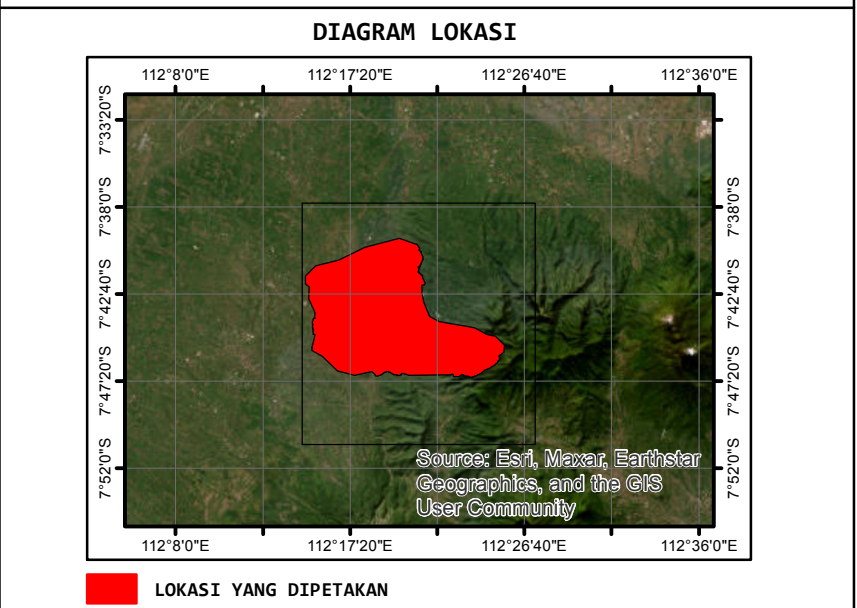 DIAGRAM LOKASI
112°8'0"E 112°17'20"E 112°26'40"E 112°36'0"E
7°33'20"S 7°33'20"S
7°38'0"S 7°38'0"S
7°42'40"S 7°42'40"S
7°47'20"S 7°47'20"S
7°52'0"S 7°52'0"S
Source: Esri, Maxar, Earthstar
Geographics, and the GIS
User Community
112°8'0"E 112°17'20"E 112°26'40"E 112°36'0"E
LOKASI YANG DIPETAKAN